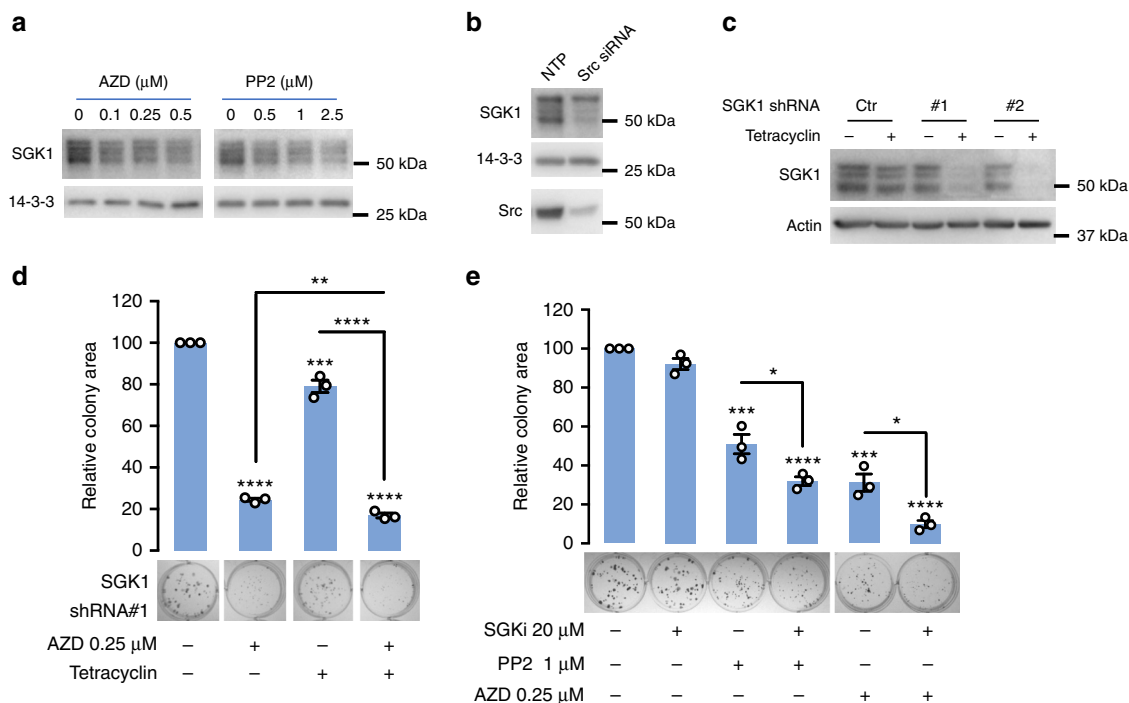 a
AZD (μM) PP2 (μM)
0 0.1 0.25 0.5 0 0.5 1 2.5
SGK1
50 kDa
14-3-3
25 kDa
b
NTP Src siRNA
SGK1
50 kDa
14-3-3
25 kDa
Src
50 kDa
c
SGK1 shRNA Ctr #1 #2
Tetracyclin – + – + – +
SGK1
50 kDa
Actin
37 kDa
d
Relative colony area
120
100
80
60
40
20
0
**
****
***
****
****
SGK1
shRNA#1
AZD 0.25 μM – + – +
Tetracyclin – – + +
e
Relative colony area
120
100
80
60
40
20
0
*
***
****
*
***
****
SGKi 20 μM – + – + – +
PP2 1 μM – – + + – –
AZD 0.25 μM – – – – + +